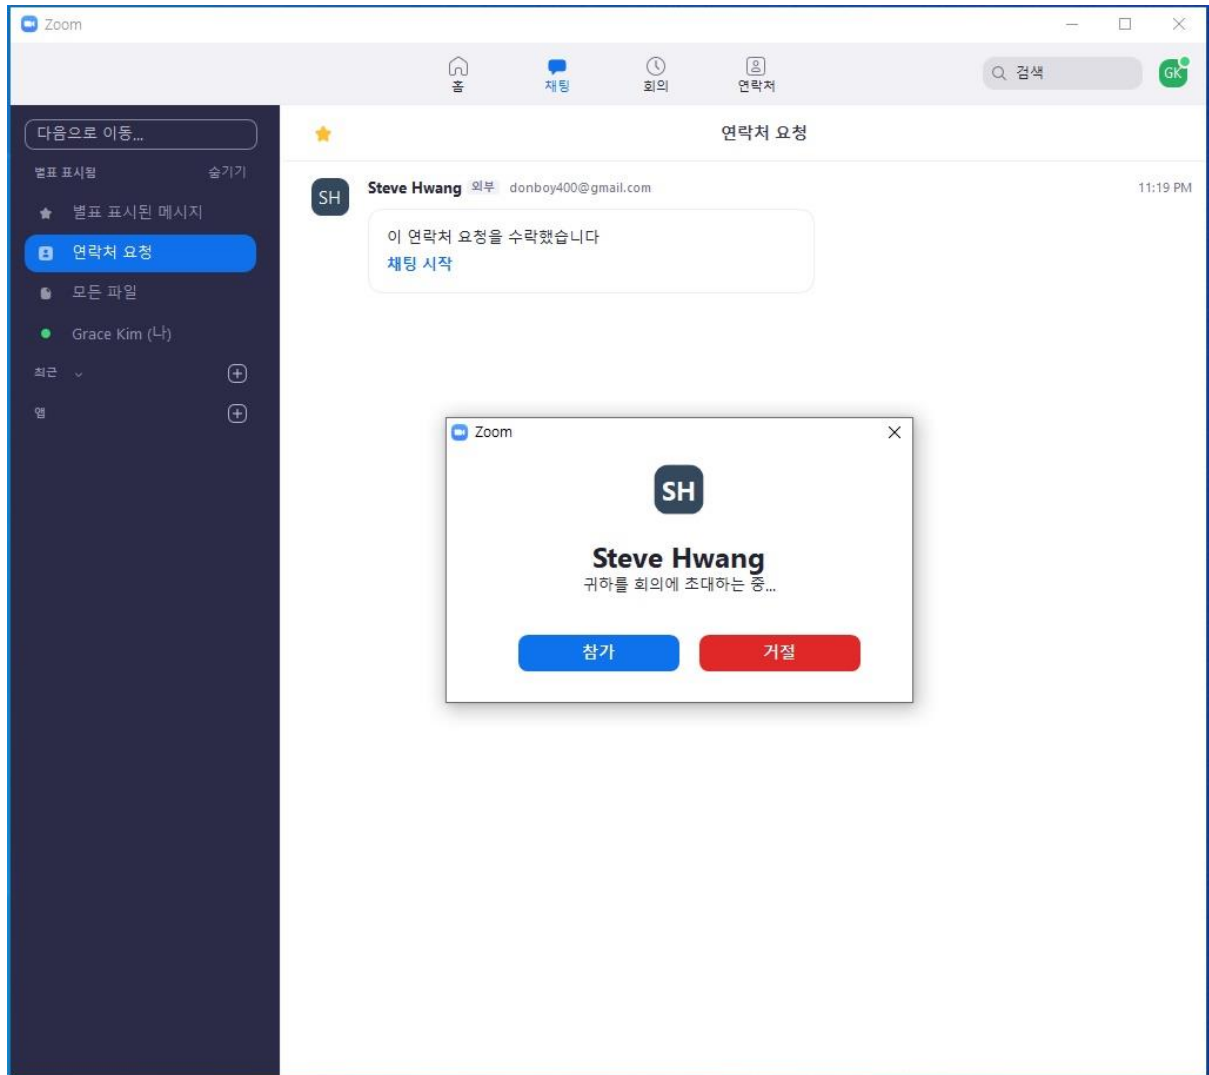 Zoom
홈
채팅
회의
연락처
검색
GK
다음으로 이동...
별표 표시됨
숨기기
별표 표시된 메시지
연락처 요청
모든 파일
Grace Kim (나)
최근
앱
연락처 요청
SH
Steve Hwang 외부 donboy400@gmail.com
11:19 PM
이 연락처 요청을 수락했습니다
채팅 시작
Zoom
SH
Steve Hwang
귀하를 회의에 초대하는 중...
참가
거절